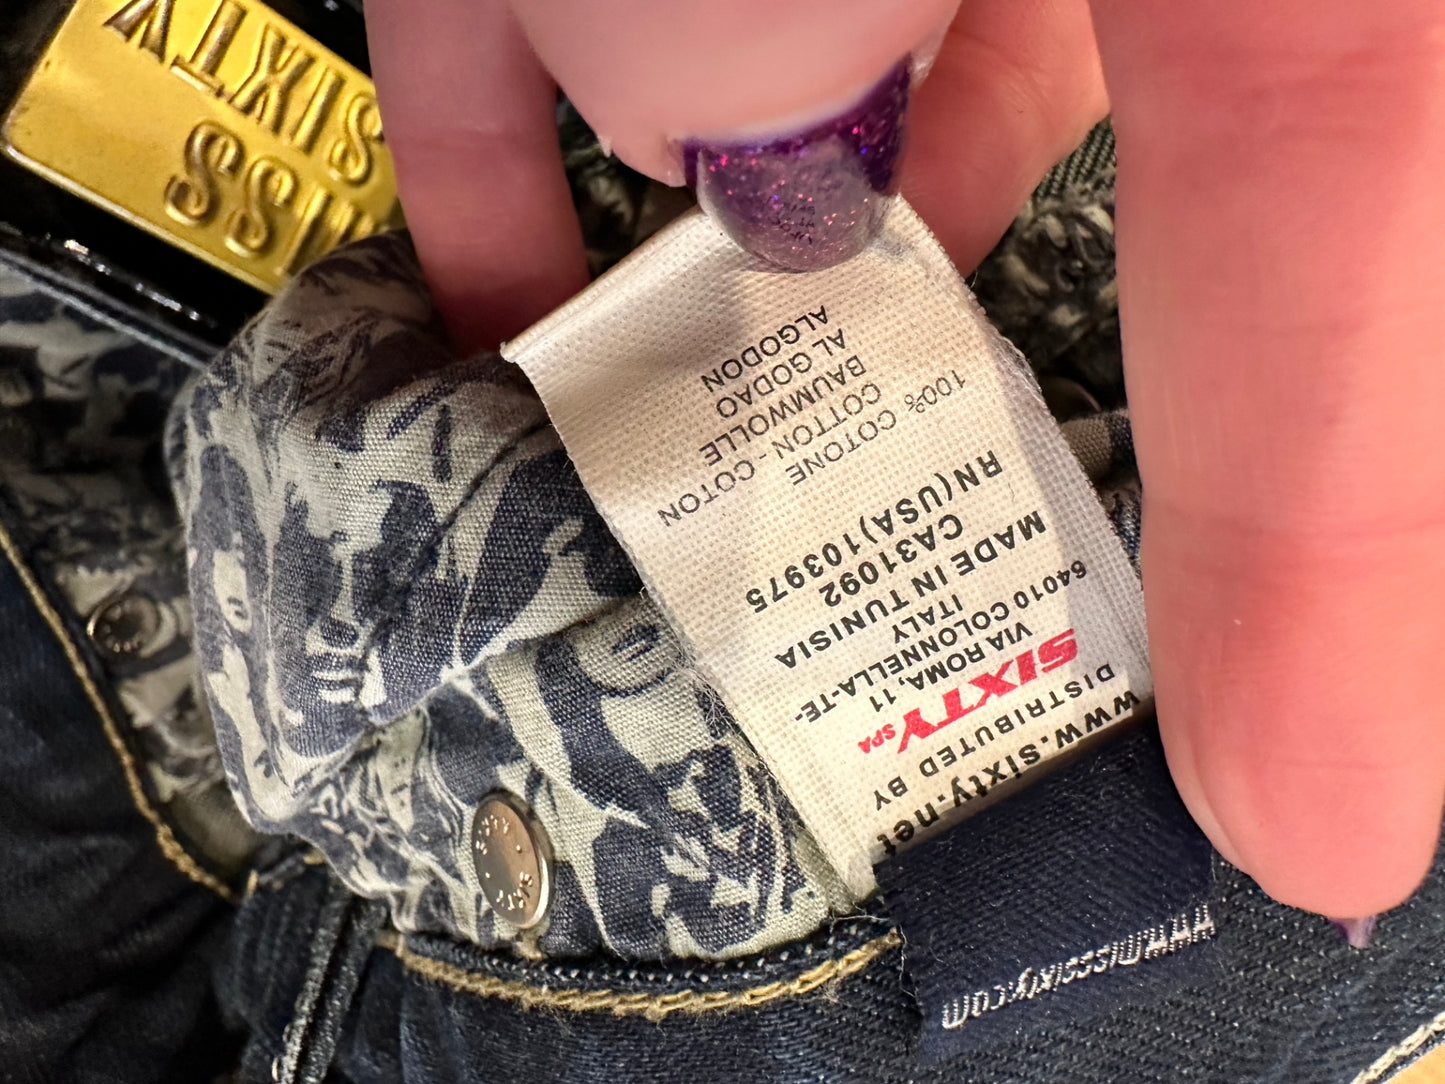 MISS
SIXTY
www.sixty.net
DISTRIBUTED BY
SIXTY SPA
VIA ROMA, 11
64010 COLONNELLA-TE-
ITALY
MADE IN TUNISIA
CA31092
RN(USA)103975
100% COTONE
COTTON - COTON
BAUMWOLLE
ALGODAO
ALGODON
www.misssixty.com